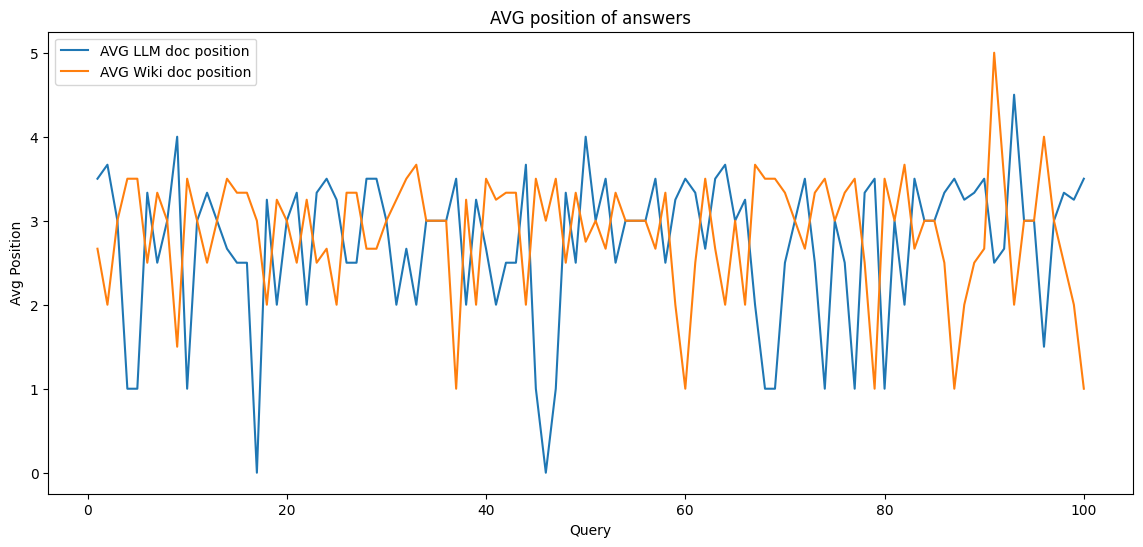 AVG position of answers
AVG LLM doc position
AVG Wiki doc position
Avg Position
5
4
3
2
1
0
0 20 40 60 80 100
Query